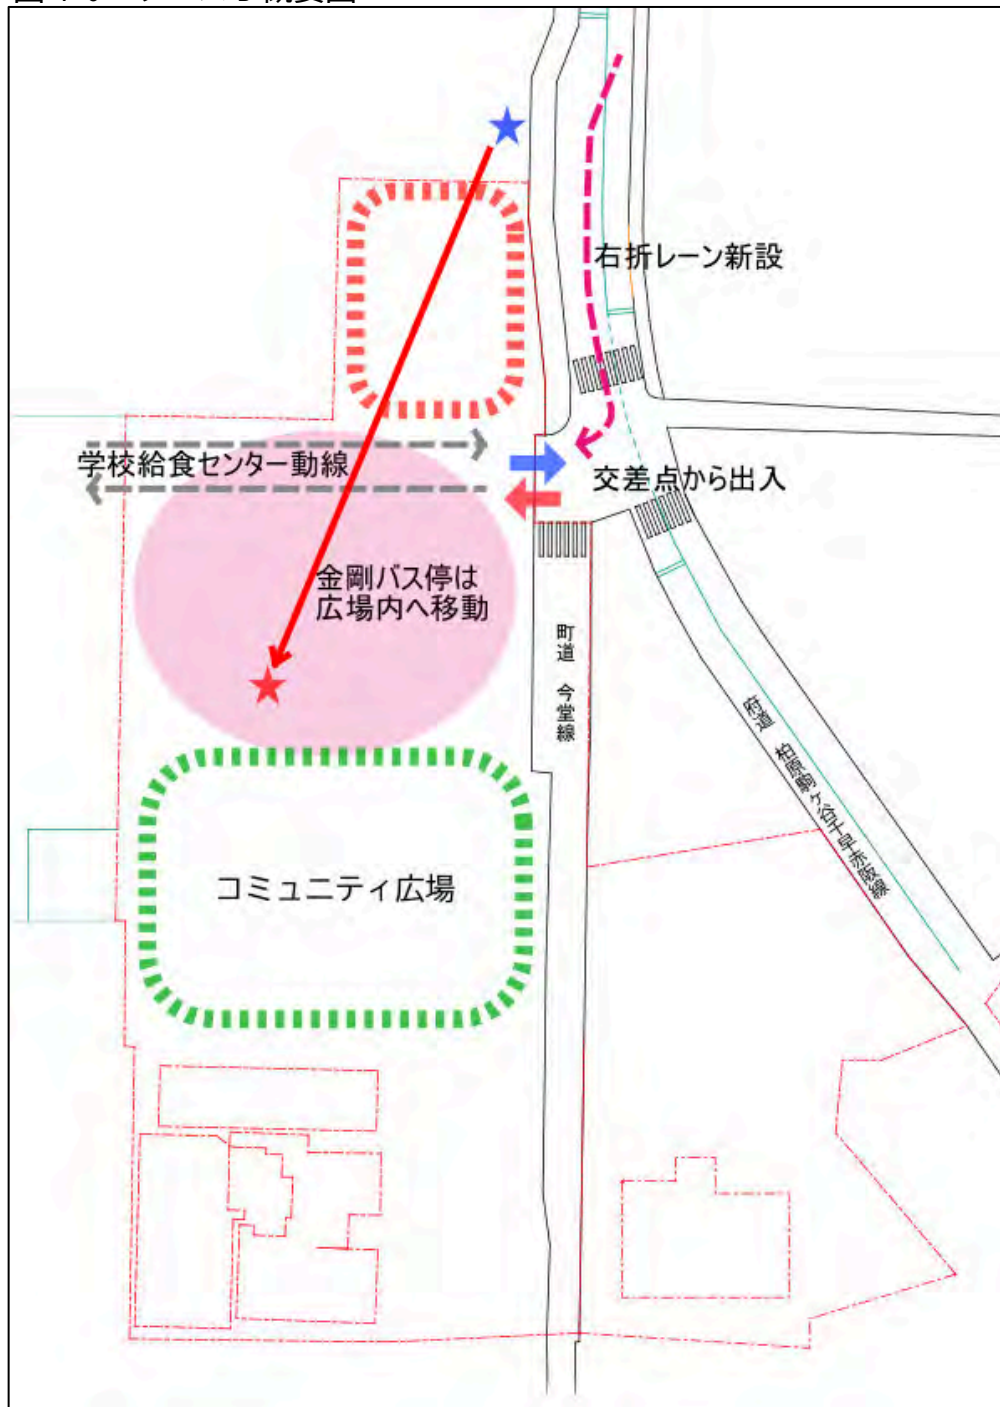 右折レーン新設
学校給食センター動線
交差点から出入
金剛バス停は
広場内へ移動
町道 今堂線
府道 柏原駒ヶ谷千早赤阪線
コミュニティ広場